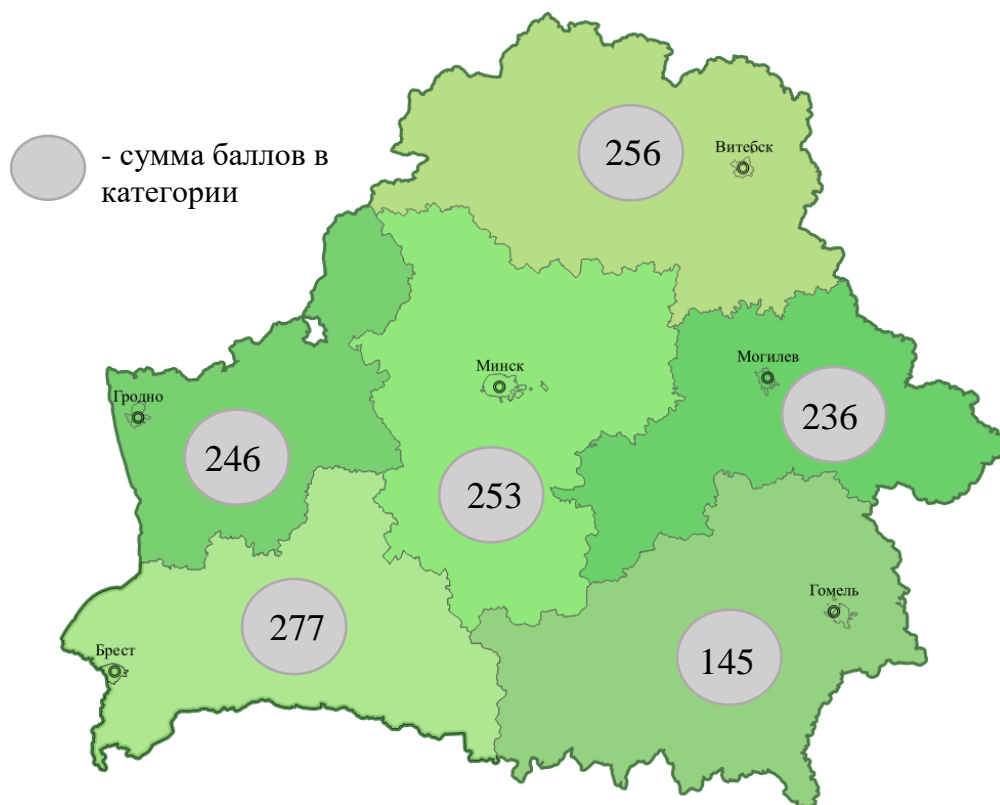 256
Витебск
- сумма баллов в
категории
Минск
Могилев
Гродно
236
246
253
Гомель
277
Брест
145